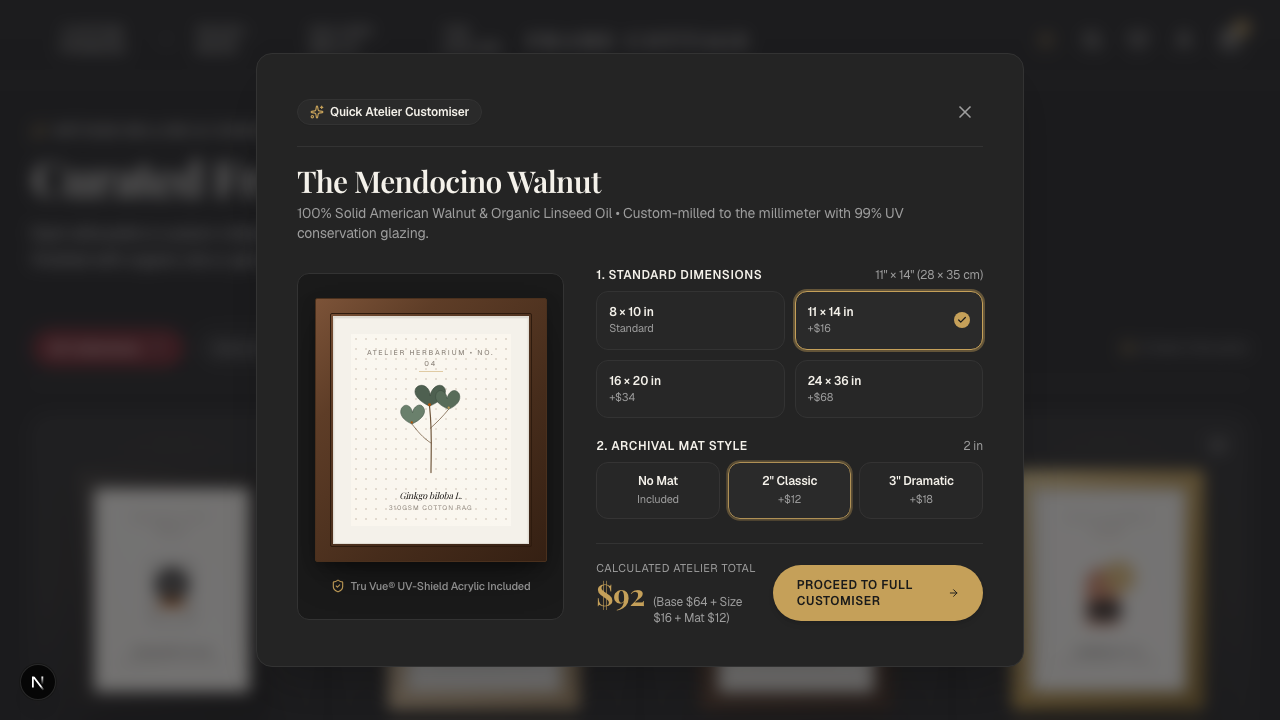 Quick Atelier Customiser
The Mendocino Walnut
100% Solid American Walnut & Organic Linseed Oil • Custom-milled to the millimeter with 99% UV
conservation glazing.
ATELIER HERBARIUM • NO.
04
Ginkgo biloba L.
310GSM COTTON RAG
Tru Vue® UV-Shield Acrylic Included
1. STANDARD DIMENSIONS
11" × 14" (28 × 35 cm)
8 × 10 in
Standard
11 × 14 in
+$16
16 × 20 in
+$34
24 × 36 in
+$68
2. ARCHIVAL MAT STYLE
2 in
No Mat
Included
2" Classic
+$12
3" Dramatic
+$18
CALCULATED ATELIER TOTAL
$92
(Base $64 + Size
$16 + Mat $12)
PROCEED TO FULL
CUSTOMISER
N